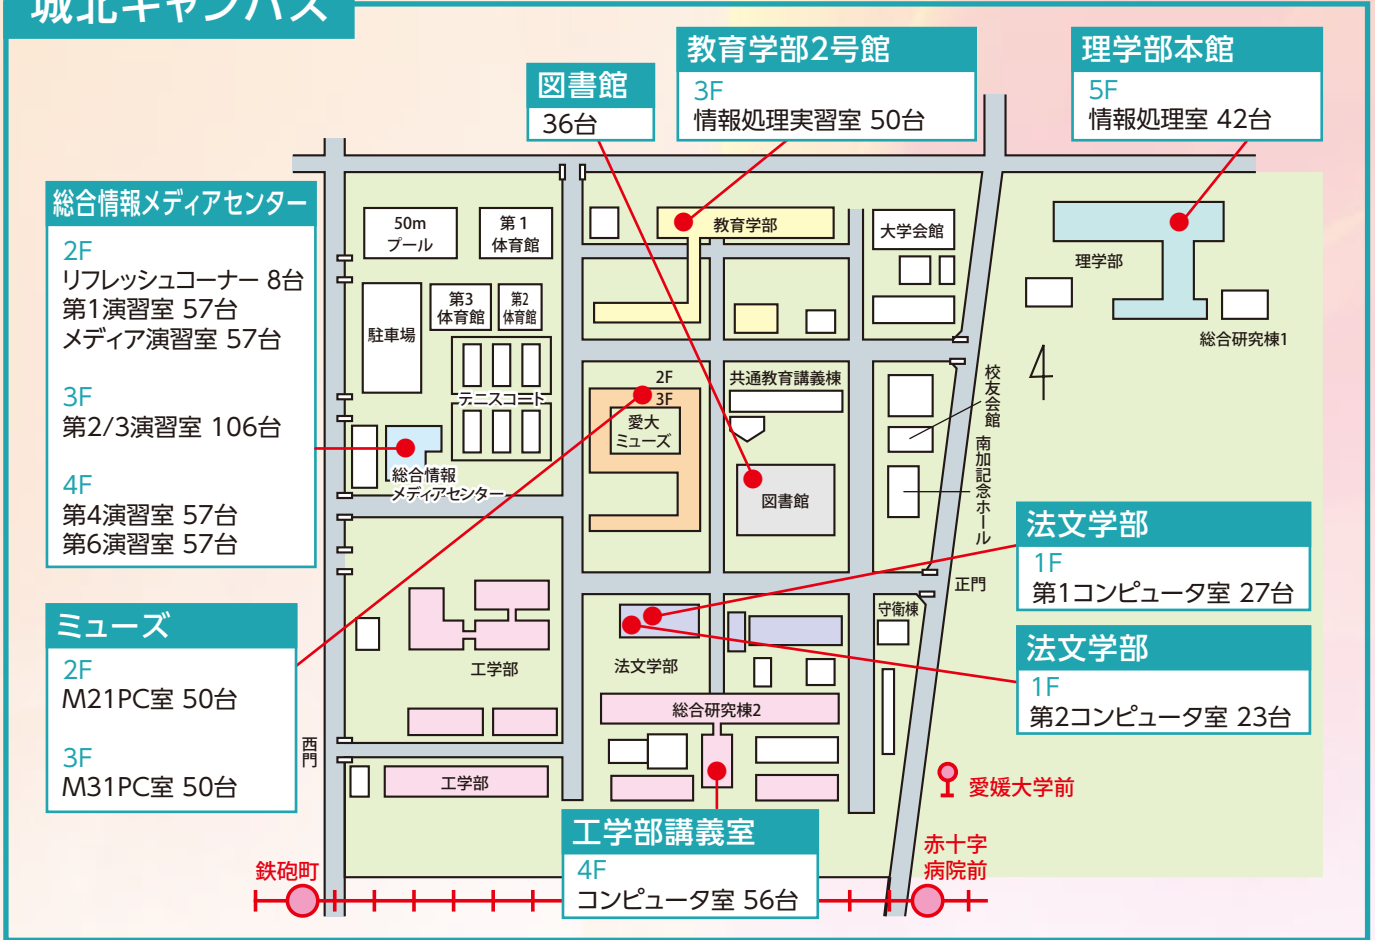 城北キャンパス
図書館
36台
教育学部2号館
3F
情報処理実習室 50台
理学部本館
5F
情報処理室 42台
総合情報メディアセンター
2F
リフレッシュコーナー 8台
第1演習室 57台
メディア演習室 57台
3F
第2/3演習室 106台
4F
第4演習室 57台
第6演習室 57台
ミューズ
2F
M21PC室 50台
3F
M31PC室 50台
50m
プール
第1
体育館
教育学部
大学会館
理学部
総合研究棟1
駐車場
第3
体育館
第2
体育館
テニスコート
2F
3F
愛大
ミューズ
共通教育講義棟
校友会館
南加記念ホール
総合情報
メディアセンター
図書館
法文学部
1F
第1コンピュータ室 27台
法文学部
1F
第2コンピュータ室 23台
正門
守衛棟
工学部
法文学部
総合研究棟2
西門
工学部
愛媛大学前
工学部講義室
4F
コンピュータ室 56台
鉄砲町
赤十字
病院前